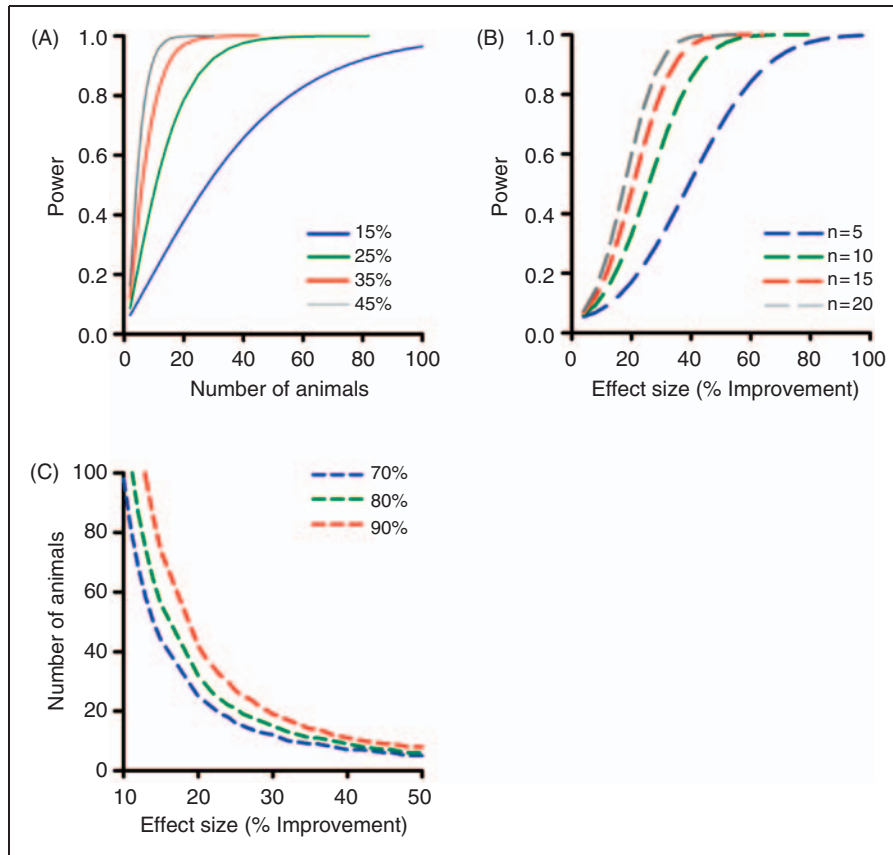 (A)
1.0
0.8
0.6
0.4
0.2
0.0
Power
15%
25%
35%
45%
0 20 40 60 80 100
Number of animals
(B)
1.0
0.8
0.6
0.4
0.2
0.0
Power
n=5
n=10
n=15
n=20
0 20 40 60 80 100
Effect size (% Improvement)
(C)
100
80
60
40
20
0
Number of animals
70%
80%
90%
10 20 30 40 50
Effect size (% Improvement)